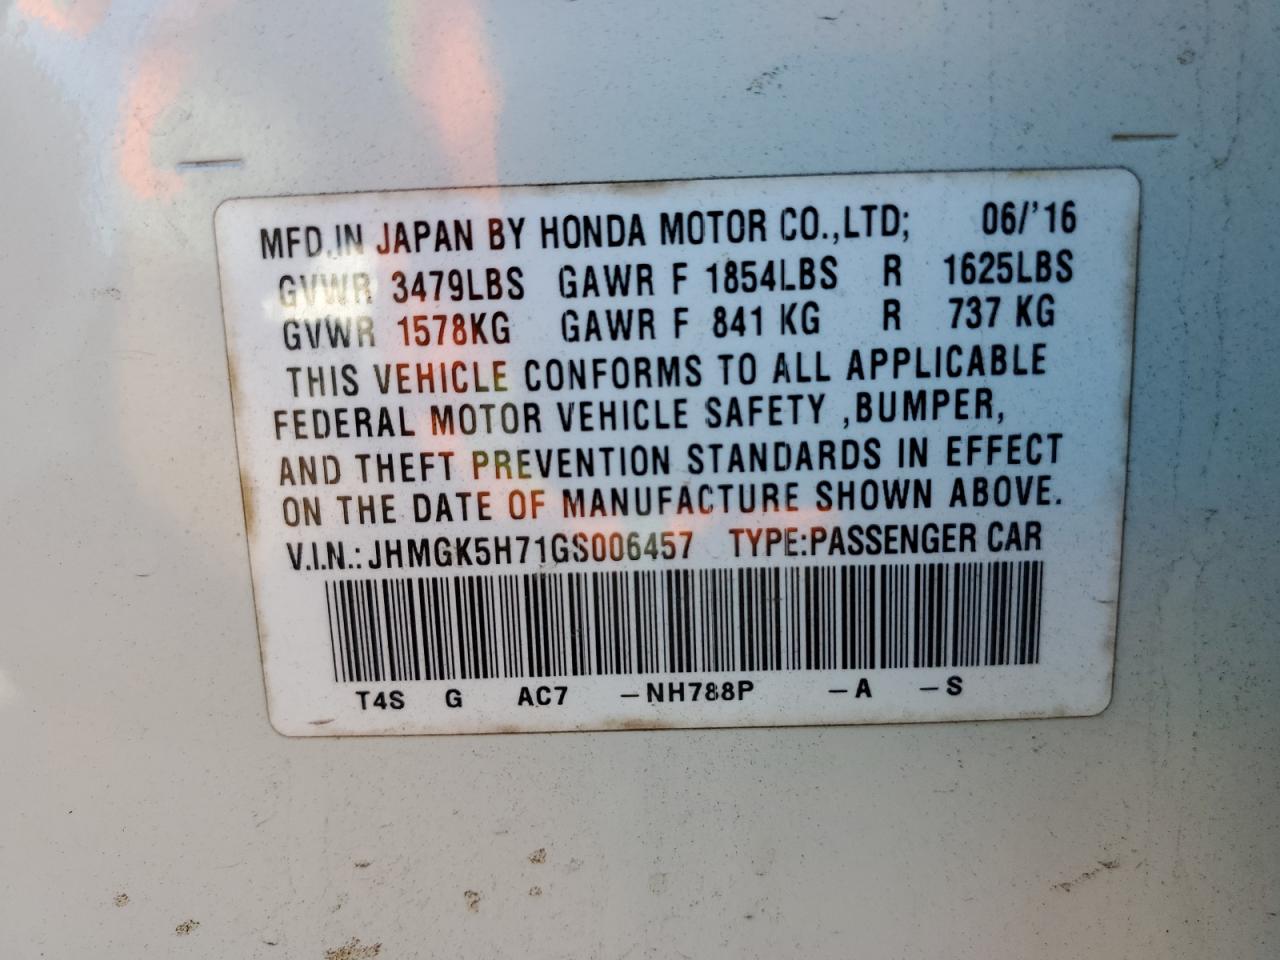 MFD.IN JAPAN BY HONDA MOTOR CO.,LTD; 06/'16
GVWR 3479LBS GAWR F 1854LBS R 1625LBS
GVWR 1578KG GAWR F 841 KG R 737 KG
THIS VEHICLE CONFORMS TO ALL APPLICABLE
FEDERAL MOTOR VEHICLE SAFETY ,BUMPER,
AND THEFT PREVENTION STANDARDS IN EFFECT
ON THE DATE OF MANUFACTURE SHOWN ABOVE.
V.I.N.: JHMGK5H71GS006457 TYPE:PASSENGER CAR
T4S G AC7 –NH788P –A –S